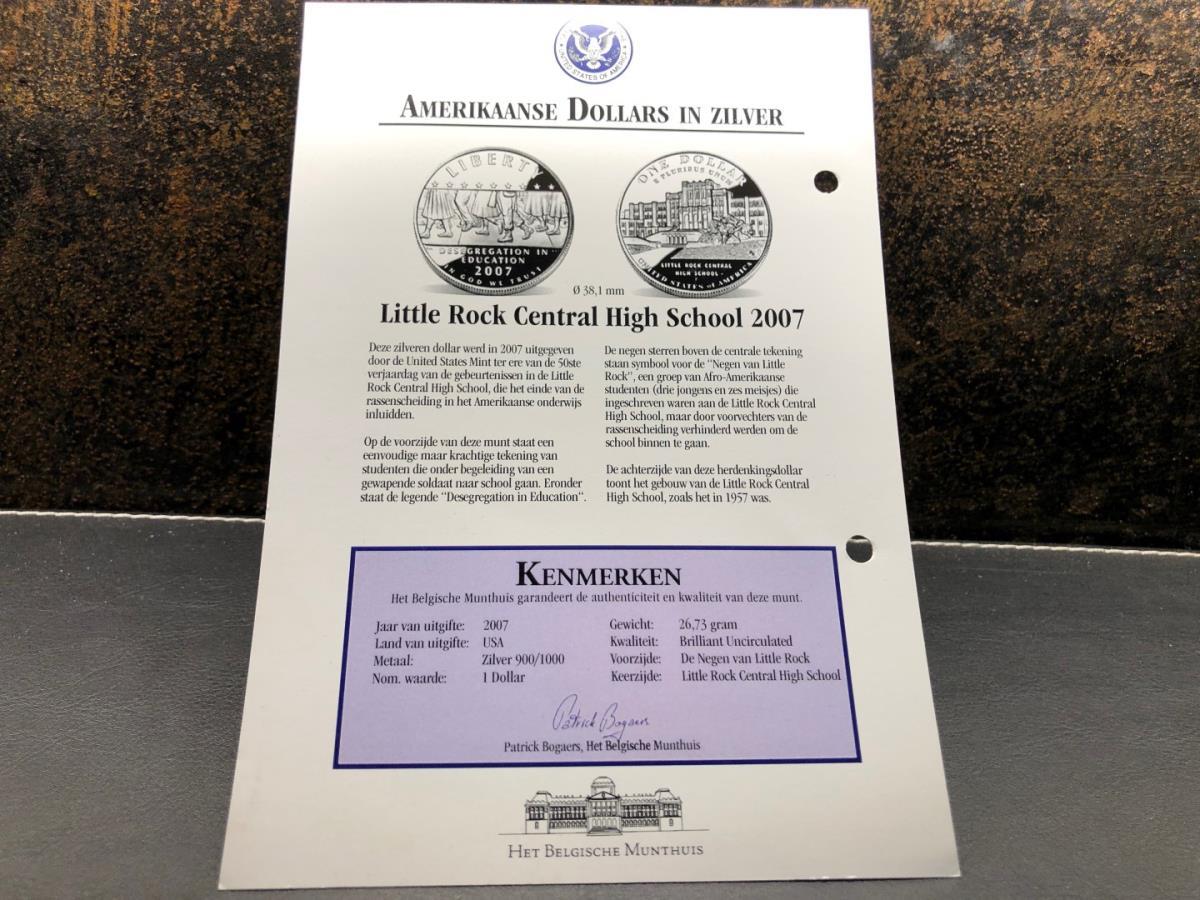 UNITED STATES OF AMERICA
AMERIKAANSE DOLLARS IN ZILVER
LIBERTY
DESEGREGATION IN
EDUCATION
2007
IN GOD WE TRUST
ONE DOLLAR
E PLURIBUS UNUM
LITTLE ROCK CENTRAL
HIGH SCHOOL
UNITED STATES of AMERICA
Ø 38,1 mm
Little Rock Central High School 2007
Deze zilveren dollar werd in 2007 uitgegeven
door de United States Mint ter ere van de 50ste
verjaardag van de gebeurtenissen in de Little
Rock Central High School, die het einde van de
rassenscheiding in het Amerikaanse onderwijs
inluidden.
Op de voorzijde van deze munt staat een
eenvoudige maar krachtige tekening van
studenten die onder begeleiding van een
gewapende soldaat naar school gaan. Eronder
staat de legende "Desegregation in Education".
De negen sterren boven de centrale tekening
staan symbool voor de "Negen van Little
Rock", een groep van Afro-Amerikaanse
studenten (drie jongens en zes meisjes) die
ingeschreven waren aan de Little Rock Central
High School, maar door voorvechters van de
rassenscheiding verhinderd werden om de
school binnen te gaan.
De achterzijde van deze herdenkingsdollar
toont het gebouw van de Little Rock Central
High School, zoals het in 1957 was.
KENMERKEN
Het Belgische Munthuis garandeert de authenticiteit en kwaliteit van deze munt.
Jaar van uitgifte: 2007
Land van uitgifte: USA
Metaal: Zilver 900/1000
Nom. waarde: 1 Dollar
Gewicht: 26,73 gram
Kwaliteit: Brilliant Uncirculated
Voorzijde: De Negen van Little Rock
Keerzijde: Little Rock Central High School
Patrick Bogaers
Patrick Bogaers, Het Belgische Munthuis
HET BELGISCHE MUNTHUIS